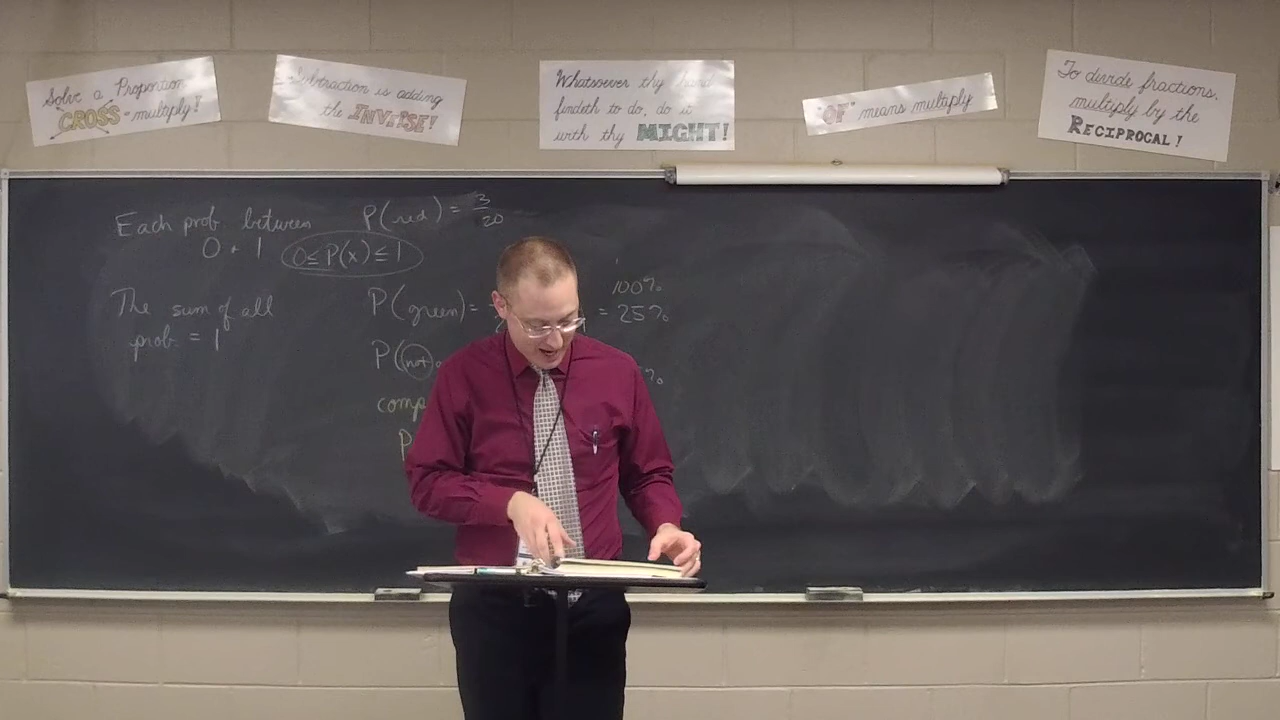 Solve a Proportion
CROSS-multiply!
Subtraction is adding
the INVERSE!
Whatsoever thy hand
findeth to do, do it
with thy MIGHT!
"OF" means multiply
To divide fractions,
multiply by the
RECIPROCAL!
Each prob. between
0 + 1
0≤P(x)≤1
The sum of all
prob. = 1
P(red) = 3/20
P(green) =
100%
= 25%
P(not
%
comp
P